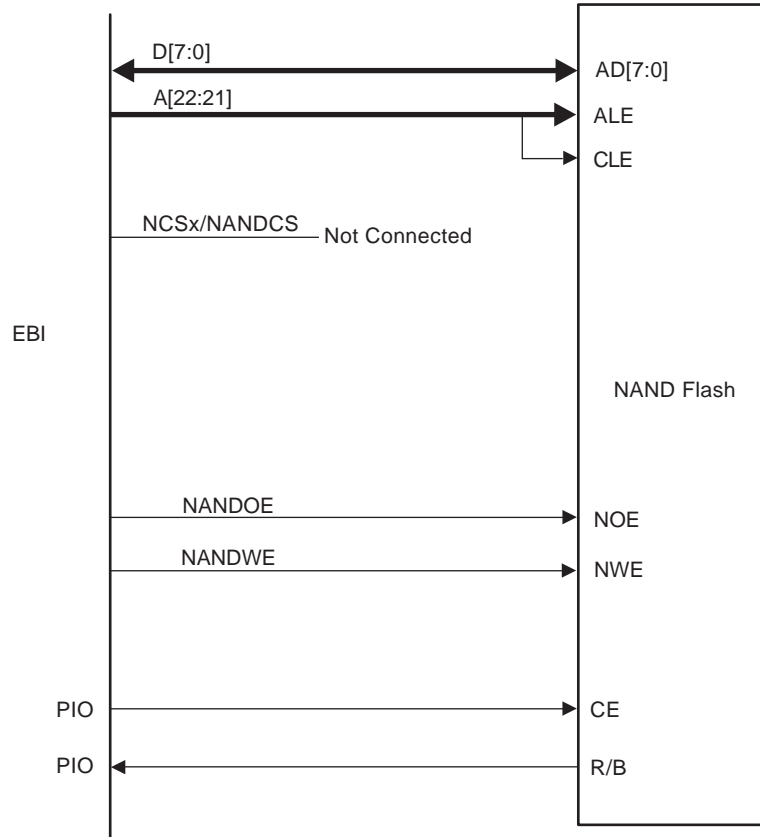 D[7:0]
AD[7:0]
A[22:21]
ALE
CLE
NCSx/NANDCS
Not Connected
EBI
NAND Flash
NANDOE
NOE
NANDWE
NWE
PIO
CE
PIO
R/B